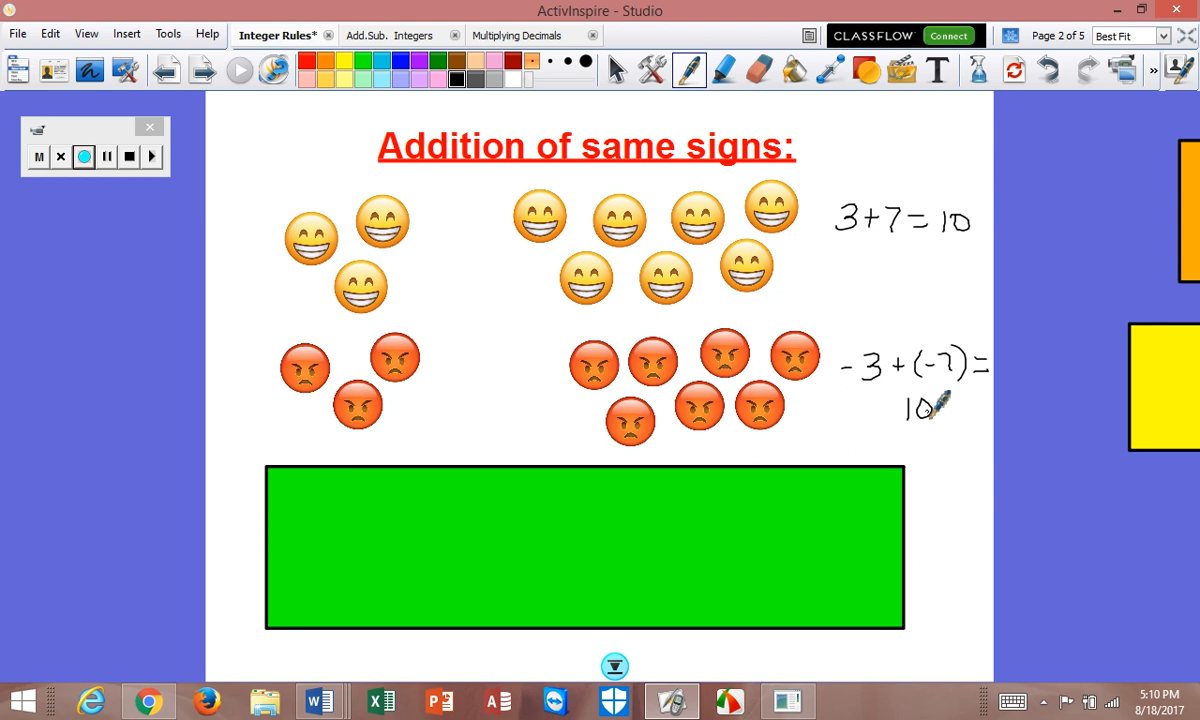 ActivInspire - Studio
File Edit View Insert Tools Help
Integer Rules* Add.Sub. Integers Multiplying Decimals
CLASSFLOW Connect
Page 2 of 5 Best Fit
T
»
M
Addition of same signs:
3+7=10
-3+(-7)=
10
5:10 PM
8/18/2017